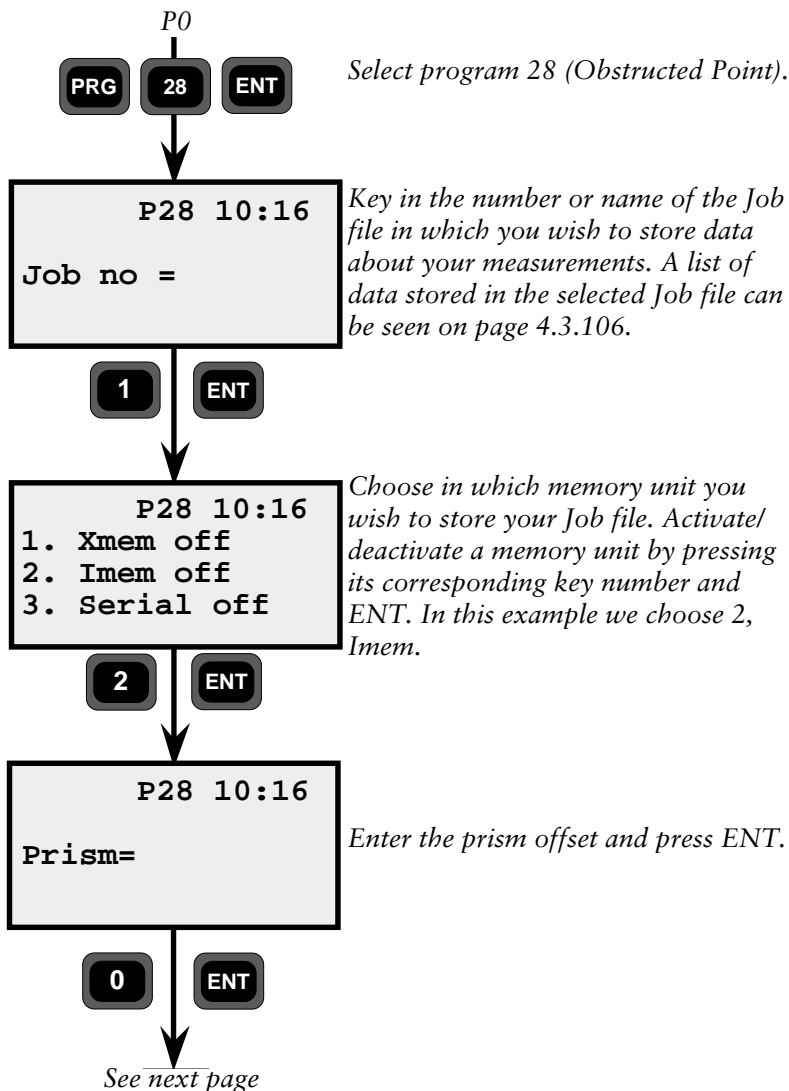 P0
PRG 28 ENT
Select program 28 (Obstructed Point).
P28 10:16
Job no =
Key in the number or name of the Job
file in which you wish to store data
about your measurements. A list of
data stored in the selected Job file can
be seen on page 4.3.106.
1 ENT
P28 10:16
1. Xmem off
2. Imem off
3. Serial off
Choose in which memory unit you
wish to store your Job file. Activate/
deactivate a memory unit by pressing
its corresponding key number and
ENT. In this example we choose 2,
Imem.
2 ENT
P28 10:16
Prism=
Enter the prism offset and press ENT.
0 ENT
See next page